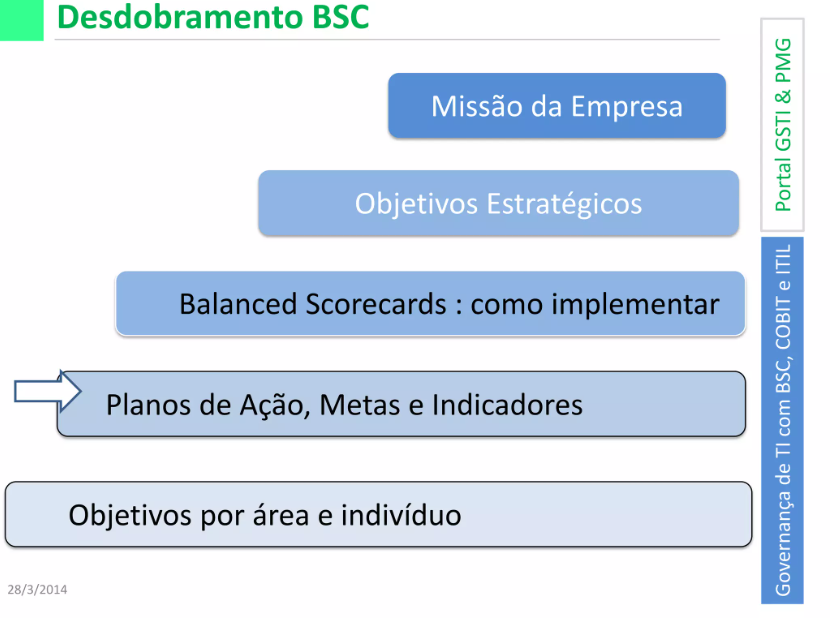 Desdobramento BSC
Missão da Empresa
Objetivos Estratégicos
Balanced Scorecards : como implementar
Planos de Ação, Metas e Indicadores
Objetivos por área e indivíduo
28/3/2014
Portal GSTI & PMG
Governança de TI com BSC, COBIT e ITIL